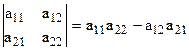 |a₁₁ a₁₂| = a₁₁a₂₂ − a₁₂a₂₁
|a₂₁ a₂₂|